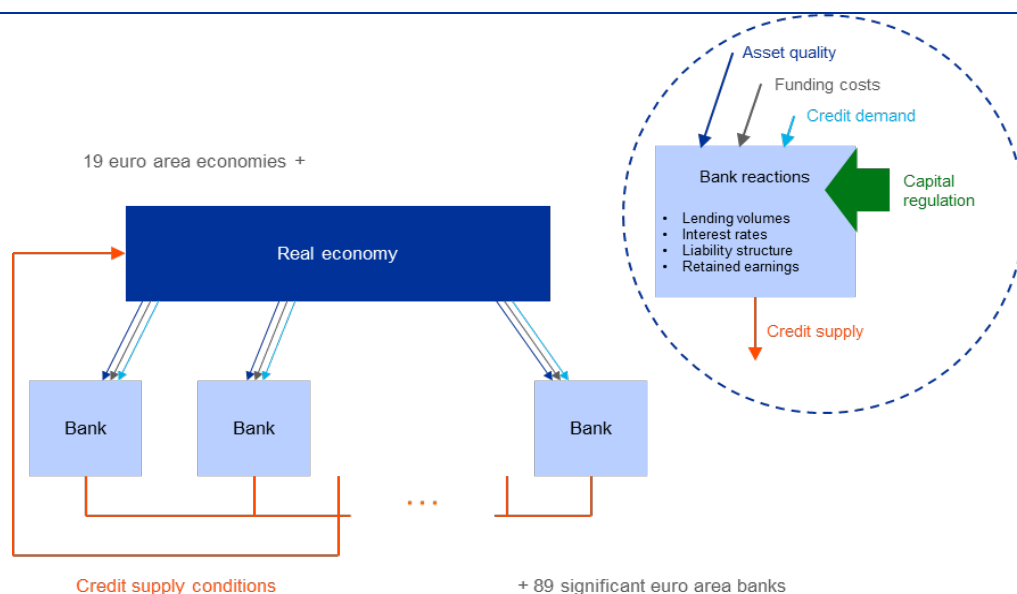 Asset quality
Funding costs
Credit demand
19 euro area economies +
Bank reactions
Capital
regulation
• Lending volumes
• Interest rates
• Liability structure
• Retained earnings
Real economy
Credit supply
Bank
Bank
Bank
...
Credit supply conditions
+ 89 significant euro area banks